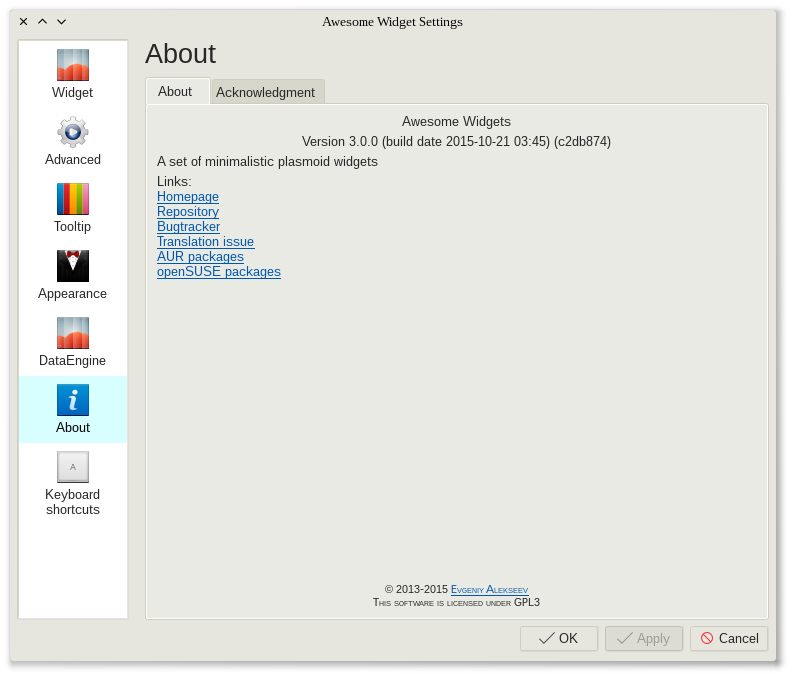 Awesome Widget Settings
Widget
Advanced
Tooltip
Appearance
DataEngine
i
About
A
Keyboard
shortcuts
About
About
Acknowledgment
Awesome Widgets
Version 3.0.0 (build date 2015-10-21 03:45) (c2db874)
A set of minimalistic plasmoid widgets
Links:
Homepage
Repository
Bugtracker
Translation issue
AUR packages
openSUSE packages
© 2013-2015 Evgeniy Alekseev
This software is licensed under GPL3
OK
Apply
Cancel